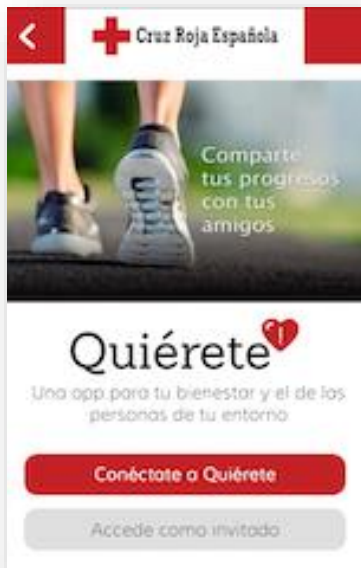 Cruz Roja Española
Comparte
tus progresos
con tus
amigos
Quiérete
Una app para tu bienestar y el de las
personas de tu entorno
Conéctate a Quiérete
Accede como invitado